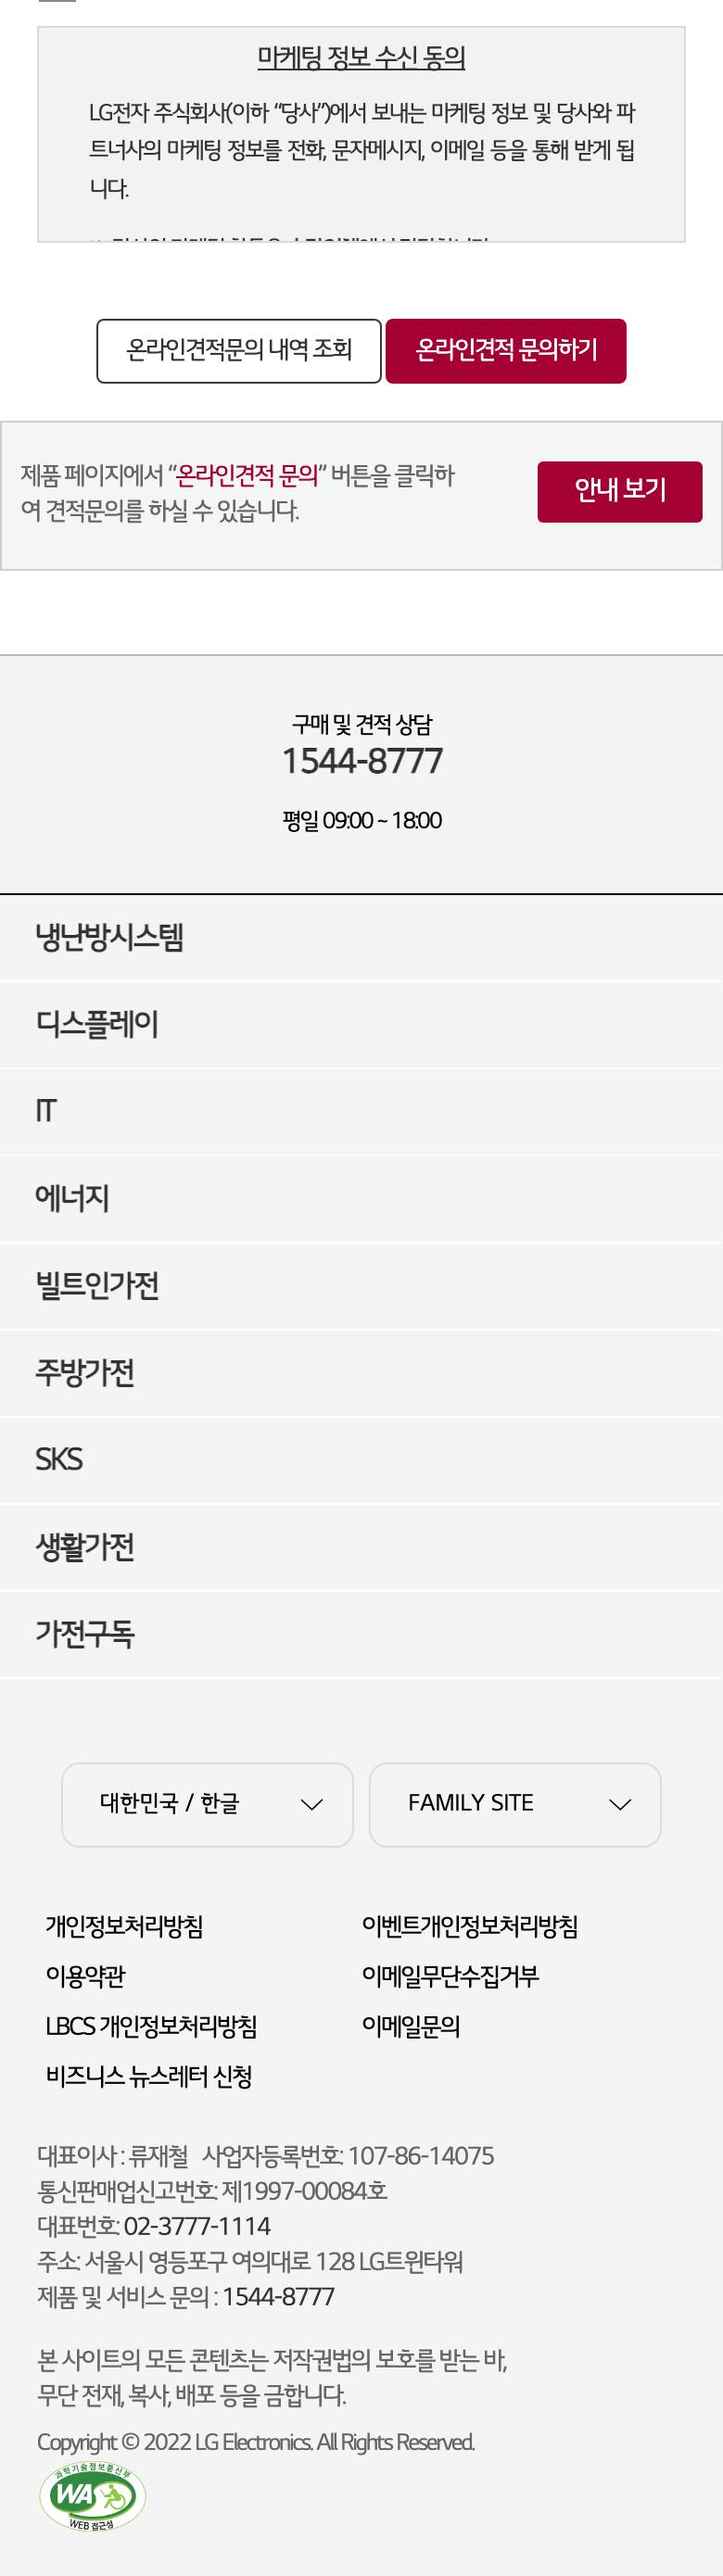 마케팅 정보 수신 동의
LG전자 주식회사(이하 “당사”)에서 보내는 마케팅 정보 및 당사와 파
트너사의 마케팅 정보를 전화, 문자메시지, 이메일 등을 통해 받게 됩
니다.
온라인견적문의 내역 조회
온라인견적 문의하기
제품 페이지에서 “온라인견적 문의” 버튼을 클릭하
여 견적문의를 하실 수 있습니다.
안내 보기
구매 및 견적 상담
1544-8777
평일 09:00 ~ 18:00
냉난방시스템
디스플레이
IT
에너지
빌트인가전
주방가전
SKS
생활가전
가전구독
대한민국 / 한글
FAMILY SITE
개인정보처리방침
이벤트개인정보처리방침
이용약관
이메일무단수집거부
LBCS 개인정보처리방침
이메일문의
비즈니스 뉴스레터 신청
대표이사 : 류재철 사업자등록번호: 107-86-14075
통신판매업신고번호: 제1997-00084호
대표번호: 02-3777-1114
주소: 서울시 영등포구 여의대로 128 LG트윈타워
제품 및 서비스 문의 : 1544-8777
본 사이트의 모든 콘텐츠는 저작권법의 보호를 받는 바,
무단 전재, 복사, 배포 등을 금합니다.
Copyright © 2022 LG Electronics. All Rights Reserved.
과학기술정보통신부
WA
WEB 접근성